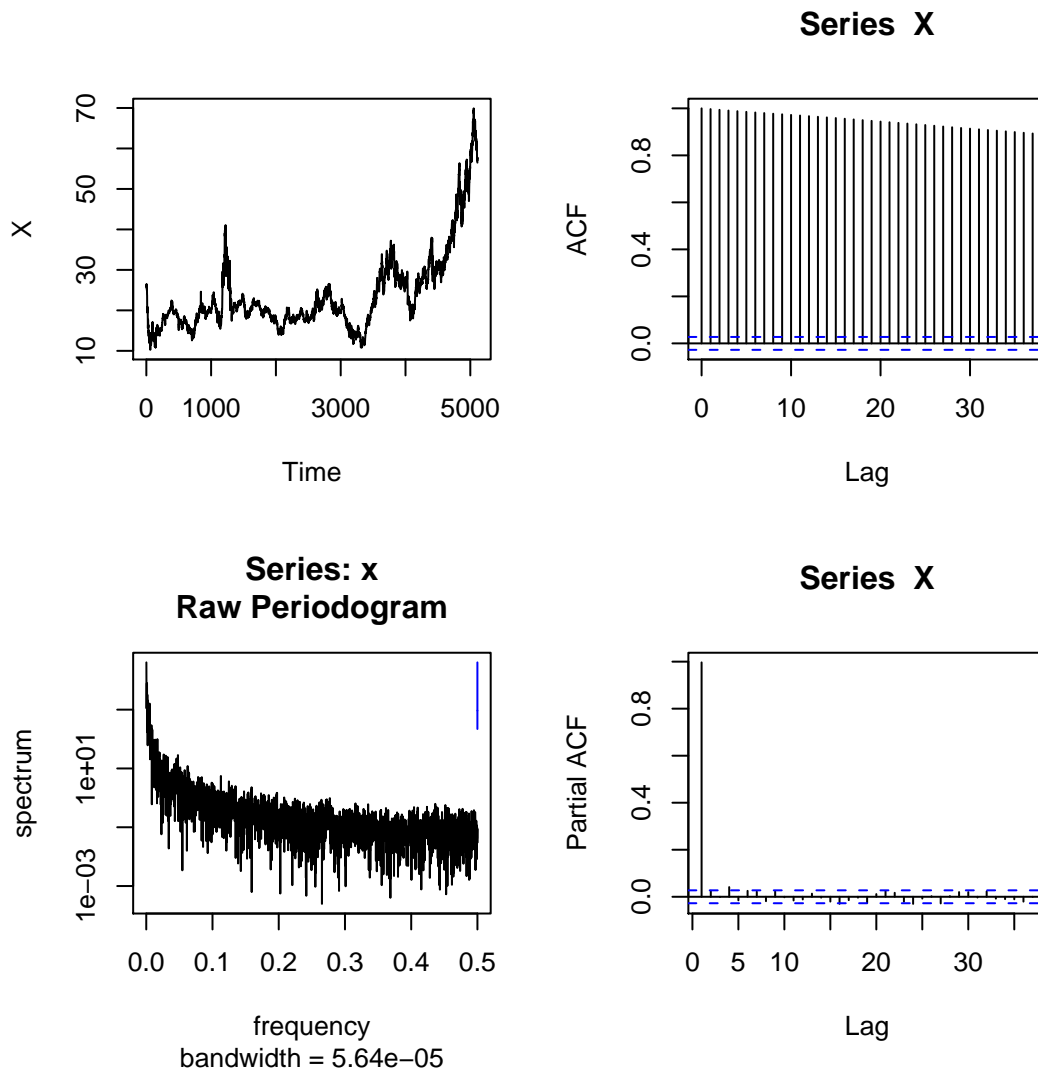 X
70
50
30
10
0 1000 3000 5000
Time
Series X
ACF
0.8
0.4
0.0
0 10 20 30
Lag
Series: x
Raw Periodogram
spectrum
1e+01
1e−03
0.0 0.1 0.2 0.3 0.4 0.5
frequency
bandwidth = 5.64e−05
Series X
Partial ACF
0.8
0.4
0.0
0 5 10 20 30
Lag